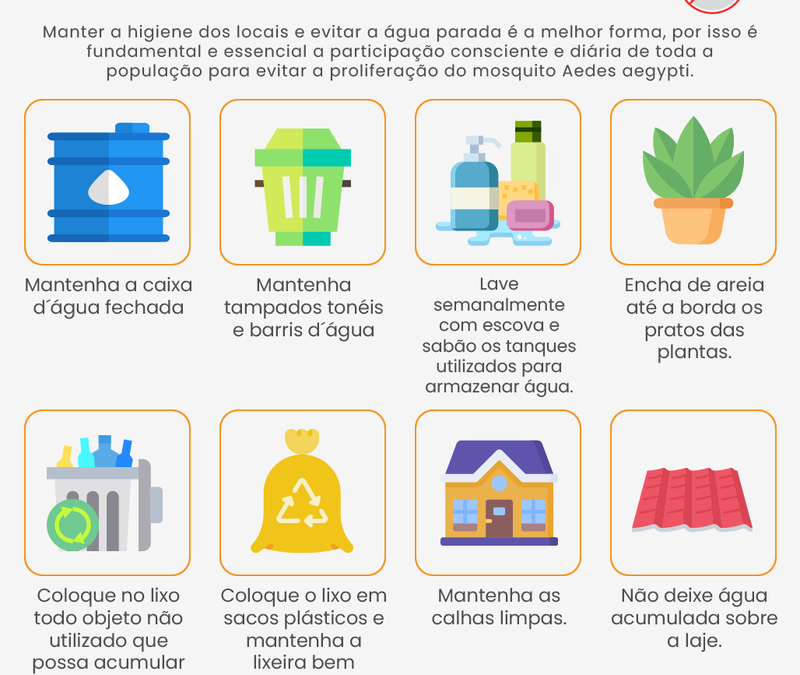 Manter a higiene dos locais e evitar a água parada é a melhor forma, por isso é
fundamental e essencial a participação consciente e diária de toda a
população para evitar a proliferação do mosquito Aedes aegypti.
Mantenha a caixa
d´água fechada
Mantenha
tampados tonéis
e barris d´água
Lave
semanalmente
com escova e
sabão os tanques
utilizados para
armazenar água.
Encha de areia
até a borda os
pratos das
plantas.
Coloque no lixo
todo objeto não
utilizado que
possa acumular
Coloque o lixo em
sacos plásticos e
mantenha a
lixeira bem
Mantenha as
calhas limpas.
Não deixe água
acumulada sobre
a laje.